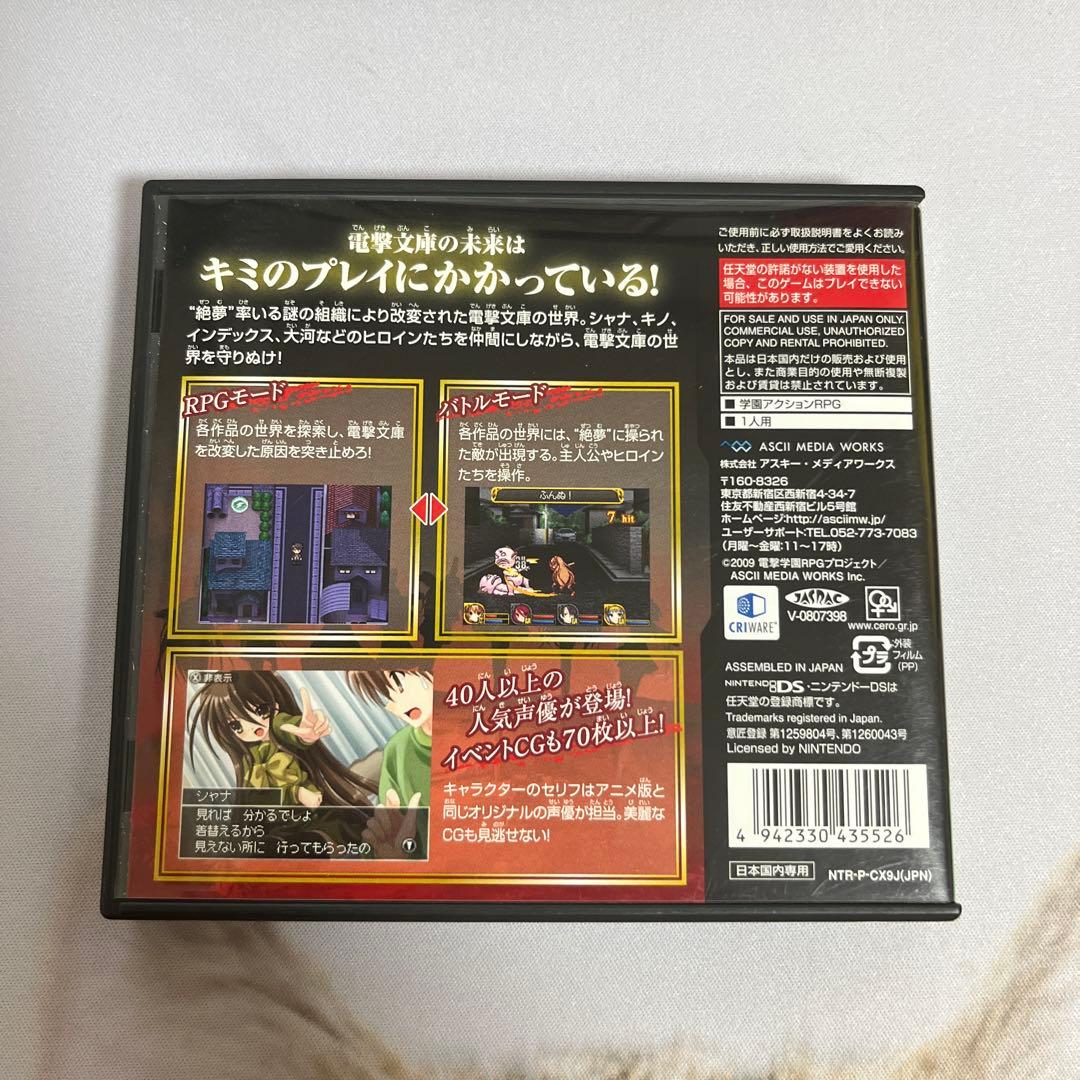 電撃文庫の未来は
キミのプレイにかかっている!
“絶夢”率いる謎の組織により改変された電撃文庫の世界。シャナ、キノ、
インデックス、大河などのヒロインたちを仲間にしながら、電撃文庫の世
界を守りぬけ!
RPGモード
各作品の世界を探索し、電撃文庫
を改変した原因を突き止めろ!
バトルモード
各作品の世界には、“絶夢”に操られ
た敵が出現する。主人公やヒロイン
たちを操作。
ふんぬ!
7 hit
X 非表示
シャナ
見れば 分かるでしょ
着替えるから
見えない所に 行ってもらったの
Y
40人以上の
人気声優が登場!
イベントCGも70枚以上!
キャラクターのセリフはアニメ版と
同じオリジナルの声優が担当。美麗な
CGも見逃せない!
ご使用前に必ず取扱説明書をよくお読み
いただき、正しい使用方法でご愛用ください。
任天堂の許諾がない装置を使用した
場合、このゲームはプレイできない
可能性があります。
FOR SALE AND USE IN JAPAN ONLY.
COMMERCIAL USE, UNAUTHORIZED
COPY AND RENTAL PROHIBITED.
本品は日本国内だけの販売および使用
とし、また商業目的の使用や無断複製
および賃貸は禁止されています。
■ 学園アクションRPG
■ 1人用
ASCII MEDIA WORKS
株式会社 アスキー・メディアワークス
〒160-8326
東京都新宿区西新宿4-34-7
住友不動産西新宿ビル5号館
ホームページ:http://asciimw.jp/
ユーザーサポート:TEL.052-773-7083
(月曜〜金曜:11〜17時)
©2009 電撃学園RPGプロジェクト/
ASCII MEDIA WORKS Inc.
CRIWARE™
JASRAC
V-0807398
www.cero.gr.jp
プラ
外装
フィルム
(PP)
ASSEMBLED IN JAPAN
NINTENDO DS・ニンテンドーDSは
任天堂の登録商標です。
Trademarks registered in Japan.
意匠登録 第1259804号、第1260043号
Licensed by NINTENDO
4 942330 435526
日本国内専用
NTR-P-CX9J(JPN)